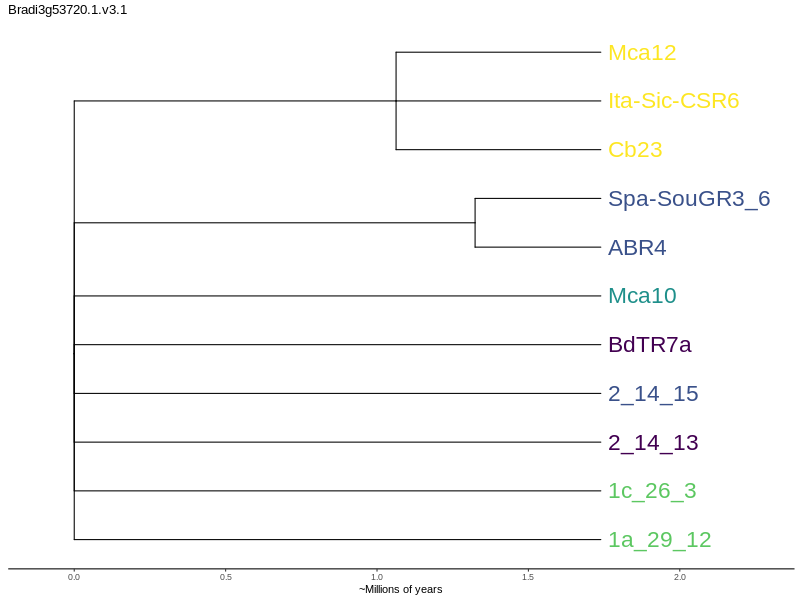 Bradi3g53720.1.v3.1
Mca12
Ita-Sic-CSR6
Cb23
Spa-SouGR3_6
ABR4
Mca10
BdTR7a
2_14_15
2_14_13
1c_26_3
1a_29_12
0.0 0.5 1.0 1.5 2.0
~Millions of years